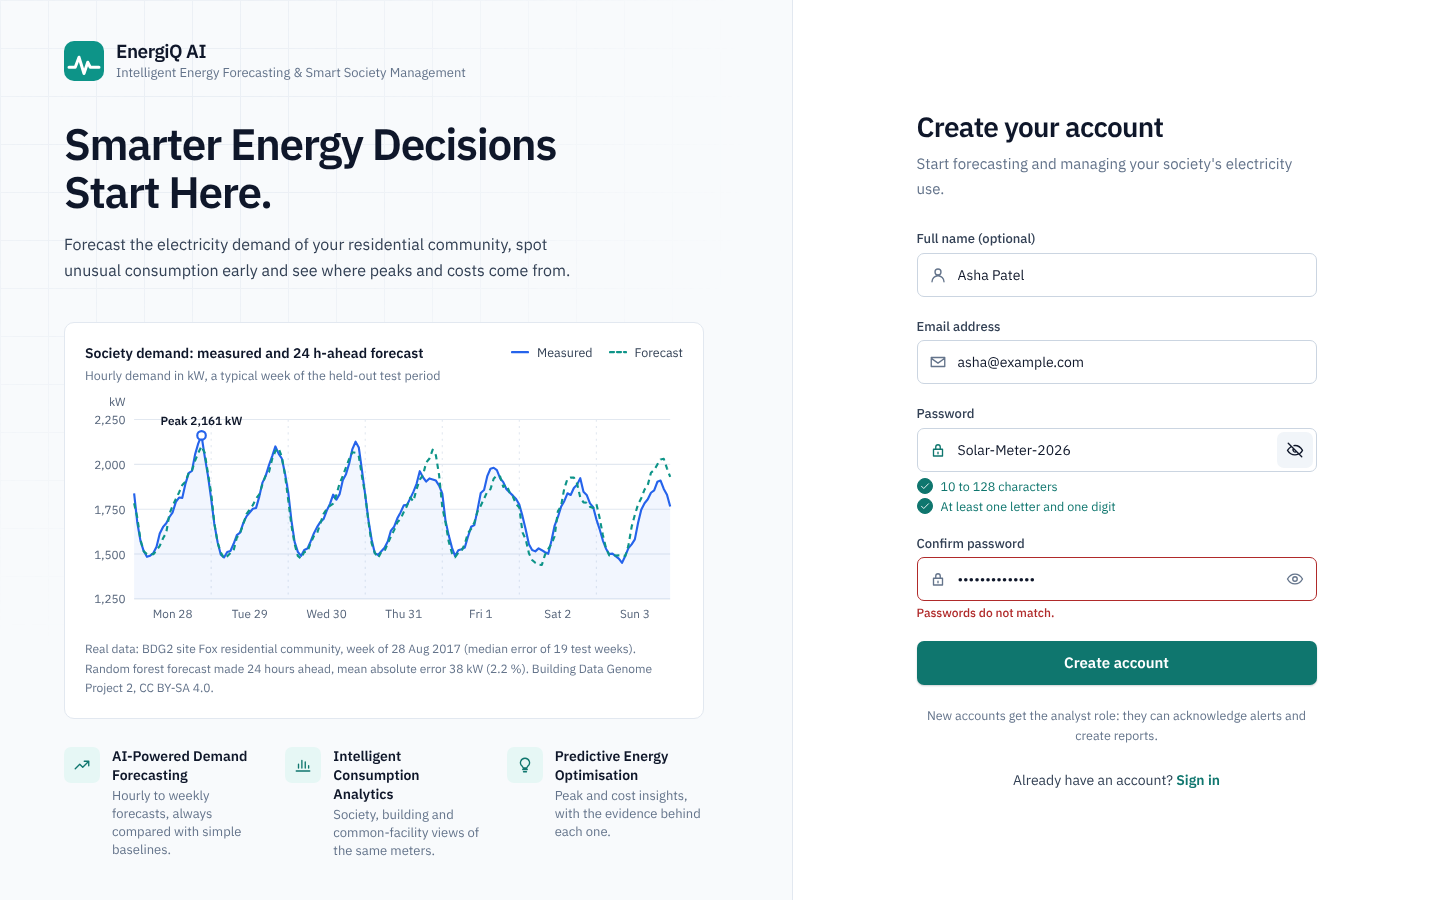 EnergiQ AI
Intelligent Energy Forecasting & Smart Society Management
Smarter Energy Decisions
Start Here.
Forecast the electricity demand of your residential community, spot
unusual consumption early and see where peaks and costs come from.
Society demand: measured and 24 h-ahead forecast
Measured
Forecast
Hourly demand in kW, a typical week of the held-out test period
kW
2,250
2,000
1,750
1,500
1,250
Peak 2,161 kW
Mon 28
Tue 29
Wed 30
Thu 31
Fri 1
Sat 2
Sun 3
Real data: BDG2 site Fox residential community, week of 28 Aug 2017 (median error of 19 test weeks).
Random forest forecast made 24 hours ahead, mean absolute error 38 kW (2.2 %). Building Data Genome
Project 2, CC BY-SA 4.0.
AI-Powered Demand
Forecasting
Hourly to weekly
forecasts, always
compared with simple
baselines.
Intelligent
Consumption
Analytics
Society, building and
common-facility views of
the same meters.
Predictive Energy
Optimisation
Peak and cost insights,
with the evidence behind
each one.
Create your account
Start forecasting and managing your society's electricity
use.
Full name (optional)
Asha Patel
Email address
asha@example.com
Password
Solar-Meter-2026
10 to 128 characters
At least one letter and one digit
Confirm password
••••••••••••••
Passwords do not match.
Create account
New accounts get the analyst role: they can acknowledge alerts and
create reports.
Already have an account? Sign in